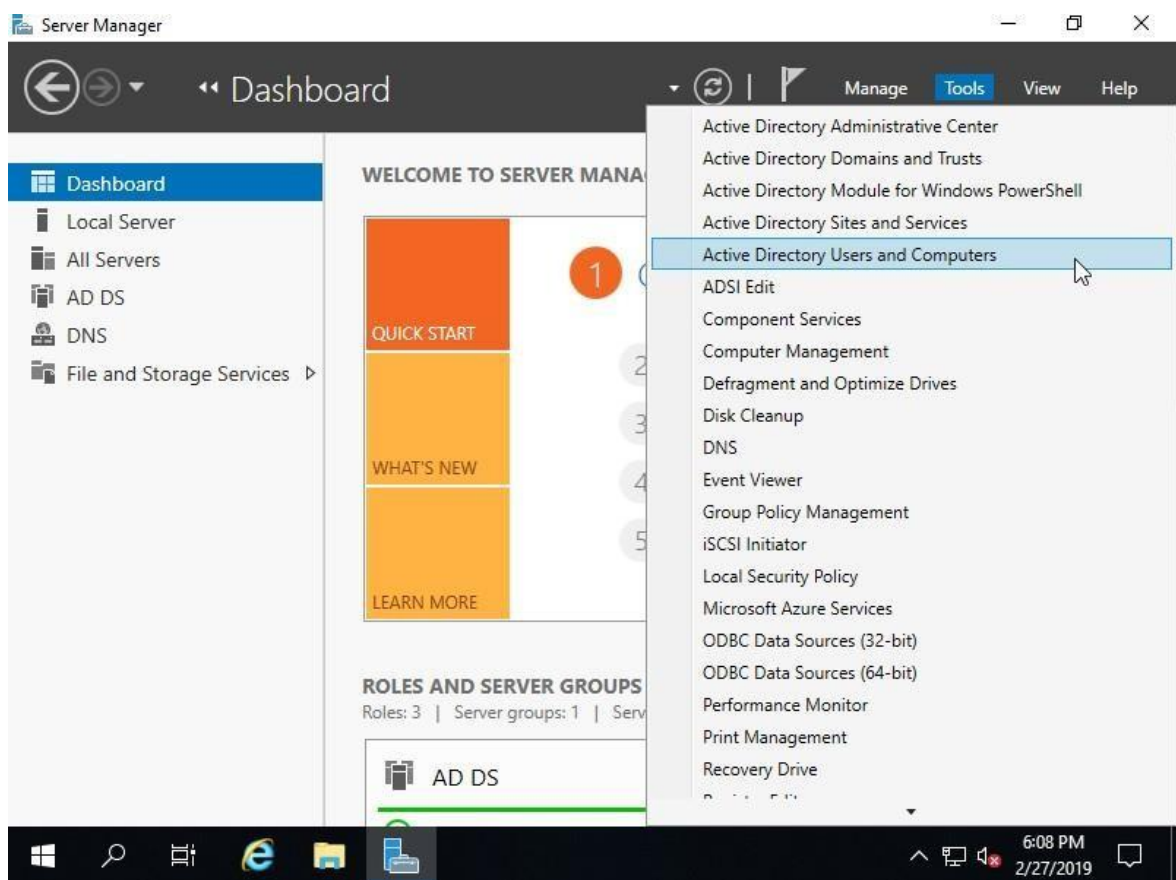 Server Manager
Dashboard
Manage Tools View Help
Dashboard
Local Server
All Servers
AD DS
DNS
File and Storage Services
WELCOME TO SERVER MANA
1
QUICK START
2
3
WHAT'S NEW
4
5
LEARN MORE
ROLES AND SERVER GROUPS
Roles: 3 | Server groups: 1 | Serv
AD DS
Active Directory Administrative Center
Active Directory Domains and Trusts
Active Directory Module for Windows PowerShell
Active Directory Sites and Services
Active Directory Users and Computers
ADSI Edit
Component Services
Computer Management
Defragment and Optimize Drives
Disk Cleanup
DNS
Event Viewer
Group Policy Management
iSCSI Initiator
Local Security Policy
Microsoft Azure Services
ODBC Data Sources (32-bit)
ODBC Data Sources (64-bit)
Performance Monitor
Print Management
Recovery Drive
6:08 PM
2/27/2019